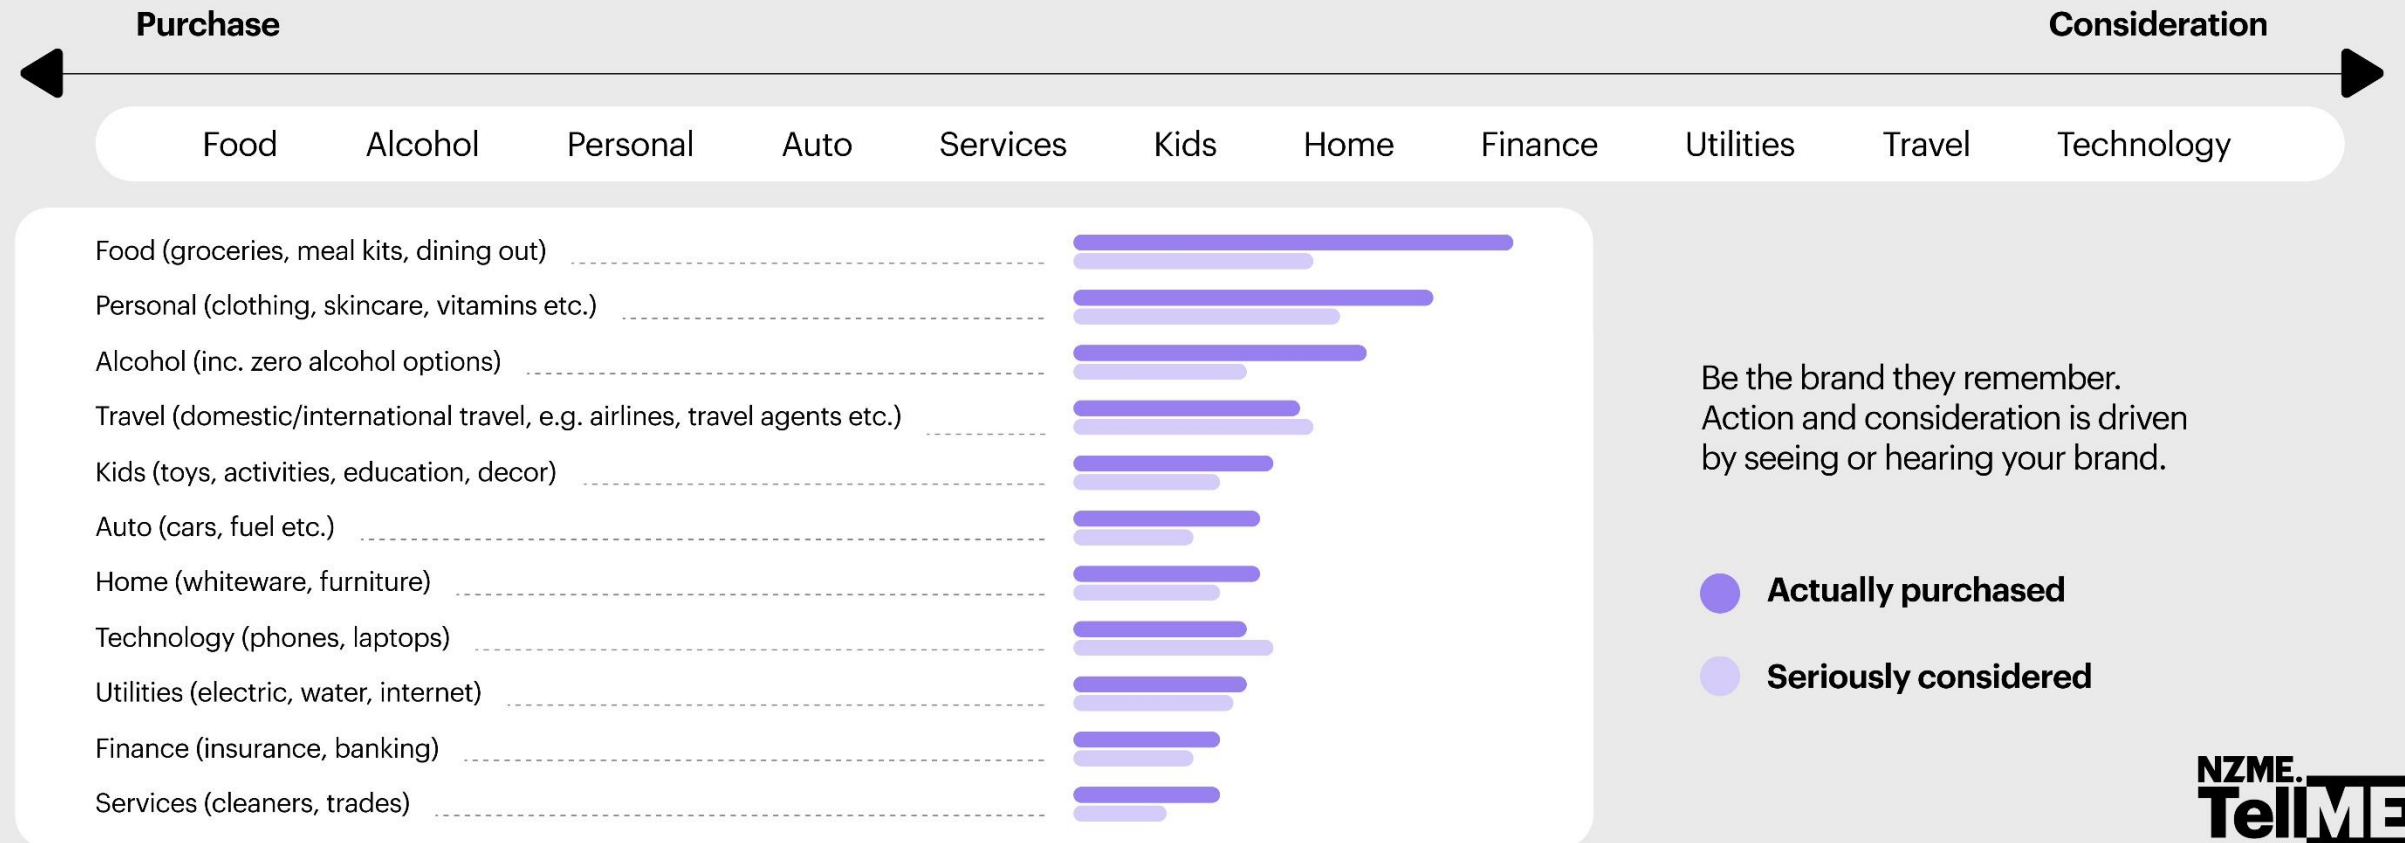 Purchase
Consideration
Food Alcohol Personal Auto Services Kids Home Finance Utilities Travel Technology
Food (groceries, meal kits, dining out)
Personal (clothing, skincare, vitamins etc.)
Alcohol (inc. zero alcohol options)
Travel (domestic/international travel, e.g. airlines, travel agents etc.)
Kids (toys, activities, education, decor)
Auto (cars, fuel etc.)
Home (whiteware, furniture)
Technology (phones, laptops)
Utilities (electric, water, internet)
Finance (insurance, banking)
Services (cleaners, trades)
Be the brand they remember.
Action and consideration is driven
by seeing or hearing your brand.
Actually purchased
Seriously considered
NZME.
TellME